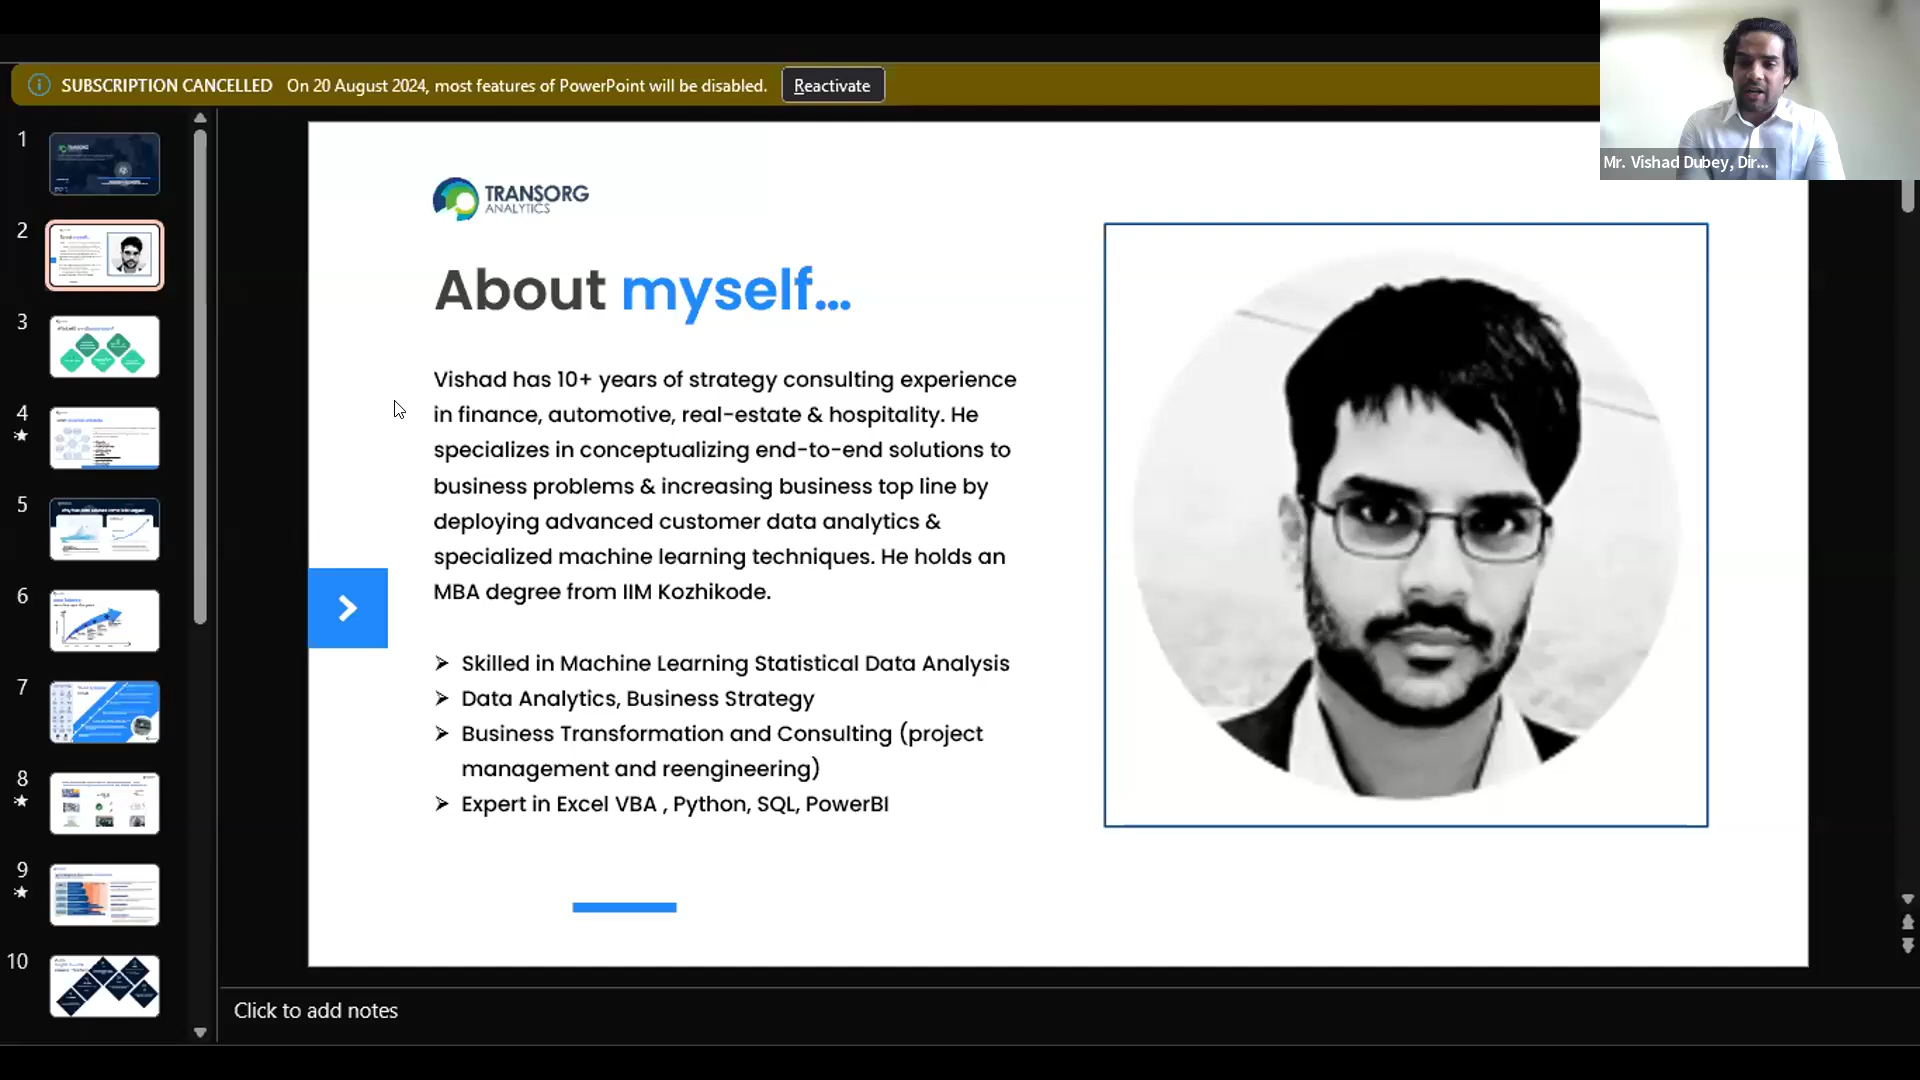 SUBSCRIPTION CANCELLED On 20 August 2024, most features of PowerPoint will be disabled. Reactivate
Mr. Vishad Dubey, Dir...
1
2
3
4
5
6
7
8
9
10
TRANSORG
ANALYTICS
About myself...
Vishad has 10+ years of strategy consulting experience
in finance, automotive, real-estate & hospitality. He
specializes in conceptualizing end-to-end solutions to
business problems & increasing business top line by
deploying advanced customer data analytics &
specialized machine learning techniques. He holds an
MBA degree from IIM Kozhikode.
➢ Skilled in Machine Learning Statistical Data Analysis
➢ Data Analytics, Business Strategy
➢ Business Transformation and Consulting (project
management and reengineering)
➢ Expert in Excel VBA , Python, SQL, PowerBI
Click to add notes